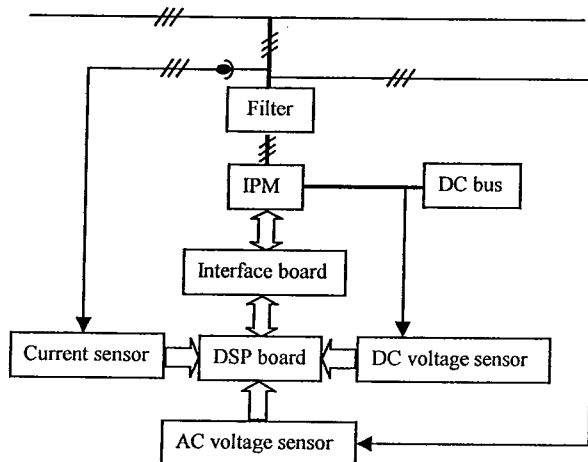 Filter
IPM
DC bus
Interface board
Current sensor
DSP board
DC voltage sensor
AC voltage sensor